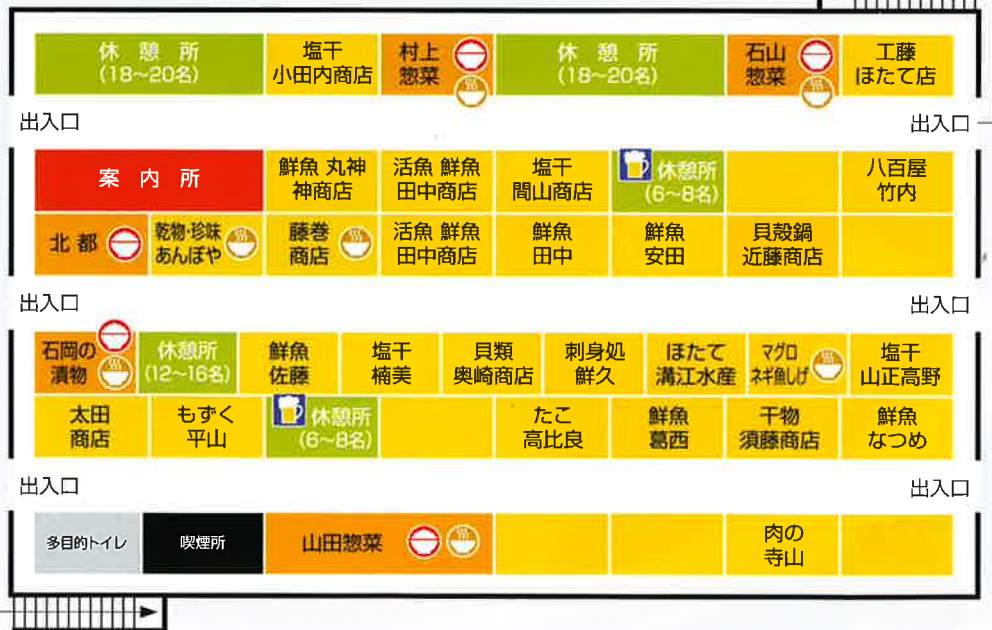 休憩所
(18~20名)
塩干
小田内商店
村上
惣菜
休憩所
(18~20名)
石山
惣菜
工藤
ほたて店
出入口
出入口
案内所
鮮魚 丸神
神商店
活魚 鮮魚
田中商店
塩干
間山商店
休憩所
(6~8名)
八百屋
竹内
北都
乾物・珍味
あんぼや
藤巻
商店
活魚 鮮魚
田中商店
鮮魚
田中
鮮魚
安田
貝殻鍋
近藤商店
出入口
出入口
石岡の
漬物
休憩所
(12~16名)
鮮魚
佐藤
塩干
楠美
貝類
奥崎商店
刺身処
鮮久
ほたて
溝江水産
マグロ
ネギ魚しげ
塩干
山正高野
太田
商店
もずく
平山
休憩所
(6~8名)
たこ
高比良
鮮魚
葛西
干物
須藤商店
鮮魚
なつめ
出入口
出入口
多目的トイレ
喫煙所
山田惣菜
肉の
寺山